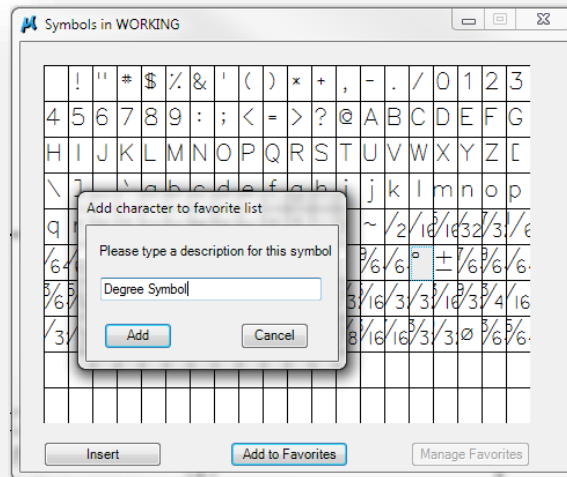 Symbols in WORKING
! " # $ % & ' ( ) * + , - . / 0 1 2 3
4 5 6 7 8 9 : ; < = > ? @ A B C D E F G
H I J K L M N O P Q R S T U V W X Y Z [
\ j k l m n o p
Add character to favorite list
q ~
Please type a description for this symbol
° ±
Degree Symbol
Ø
Add Cancel
Insert Add to Favorites Manage Favorites